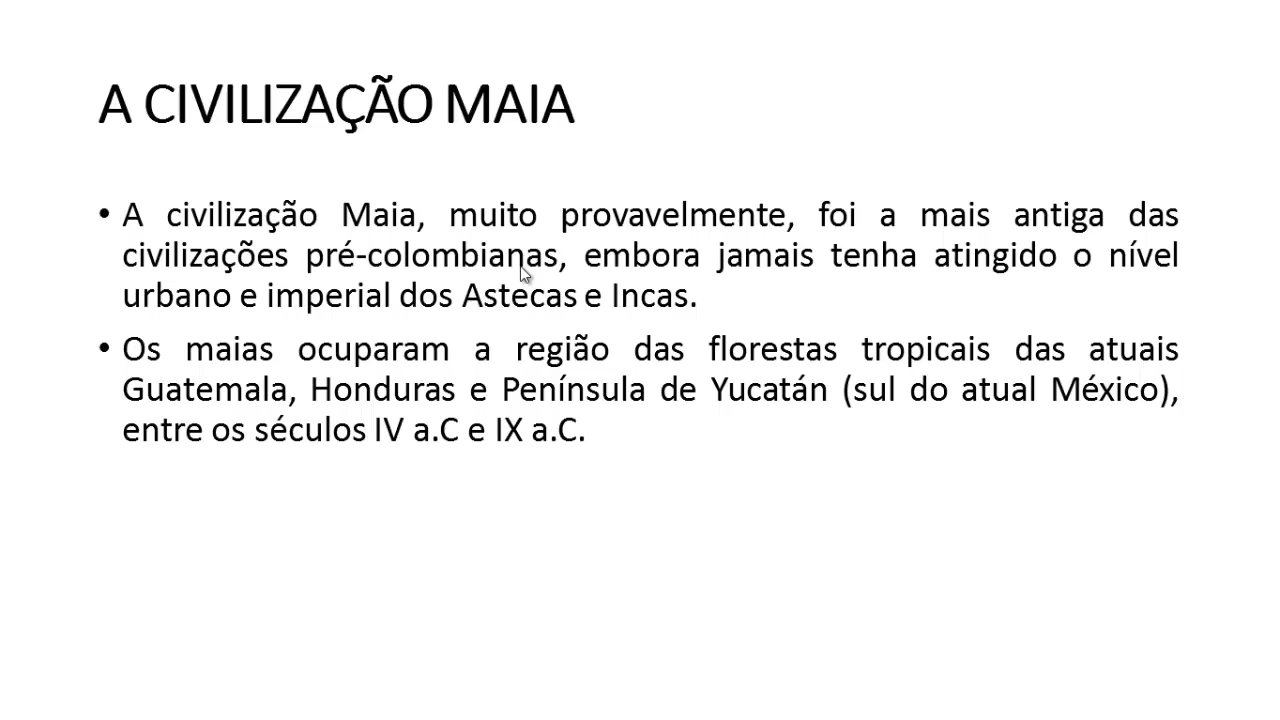 A CIVILIZAÇÃO MAIA
• A civilização Maia, muito provavelmente, foi a mais antiga das
civilizações pré-colombianas, embora jamais tenha atingido o nível
urbano e imperial dos Astecas e Incas.
• Os maias ocuparam a região das florestas tropicais das atuais
Guatemala, Honduras e Península de Yucatán (sul do atual México),
entre os séculos IV a.C e IX a.C.